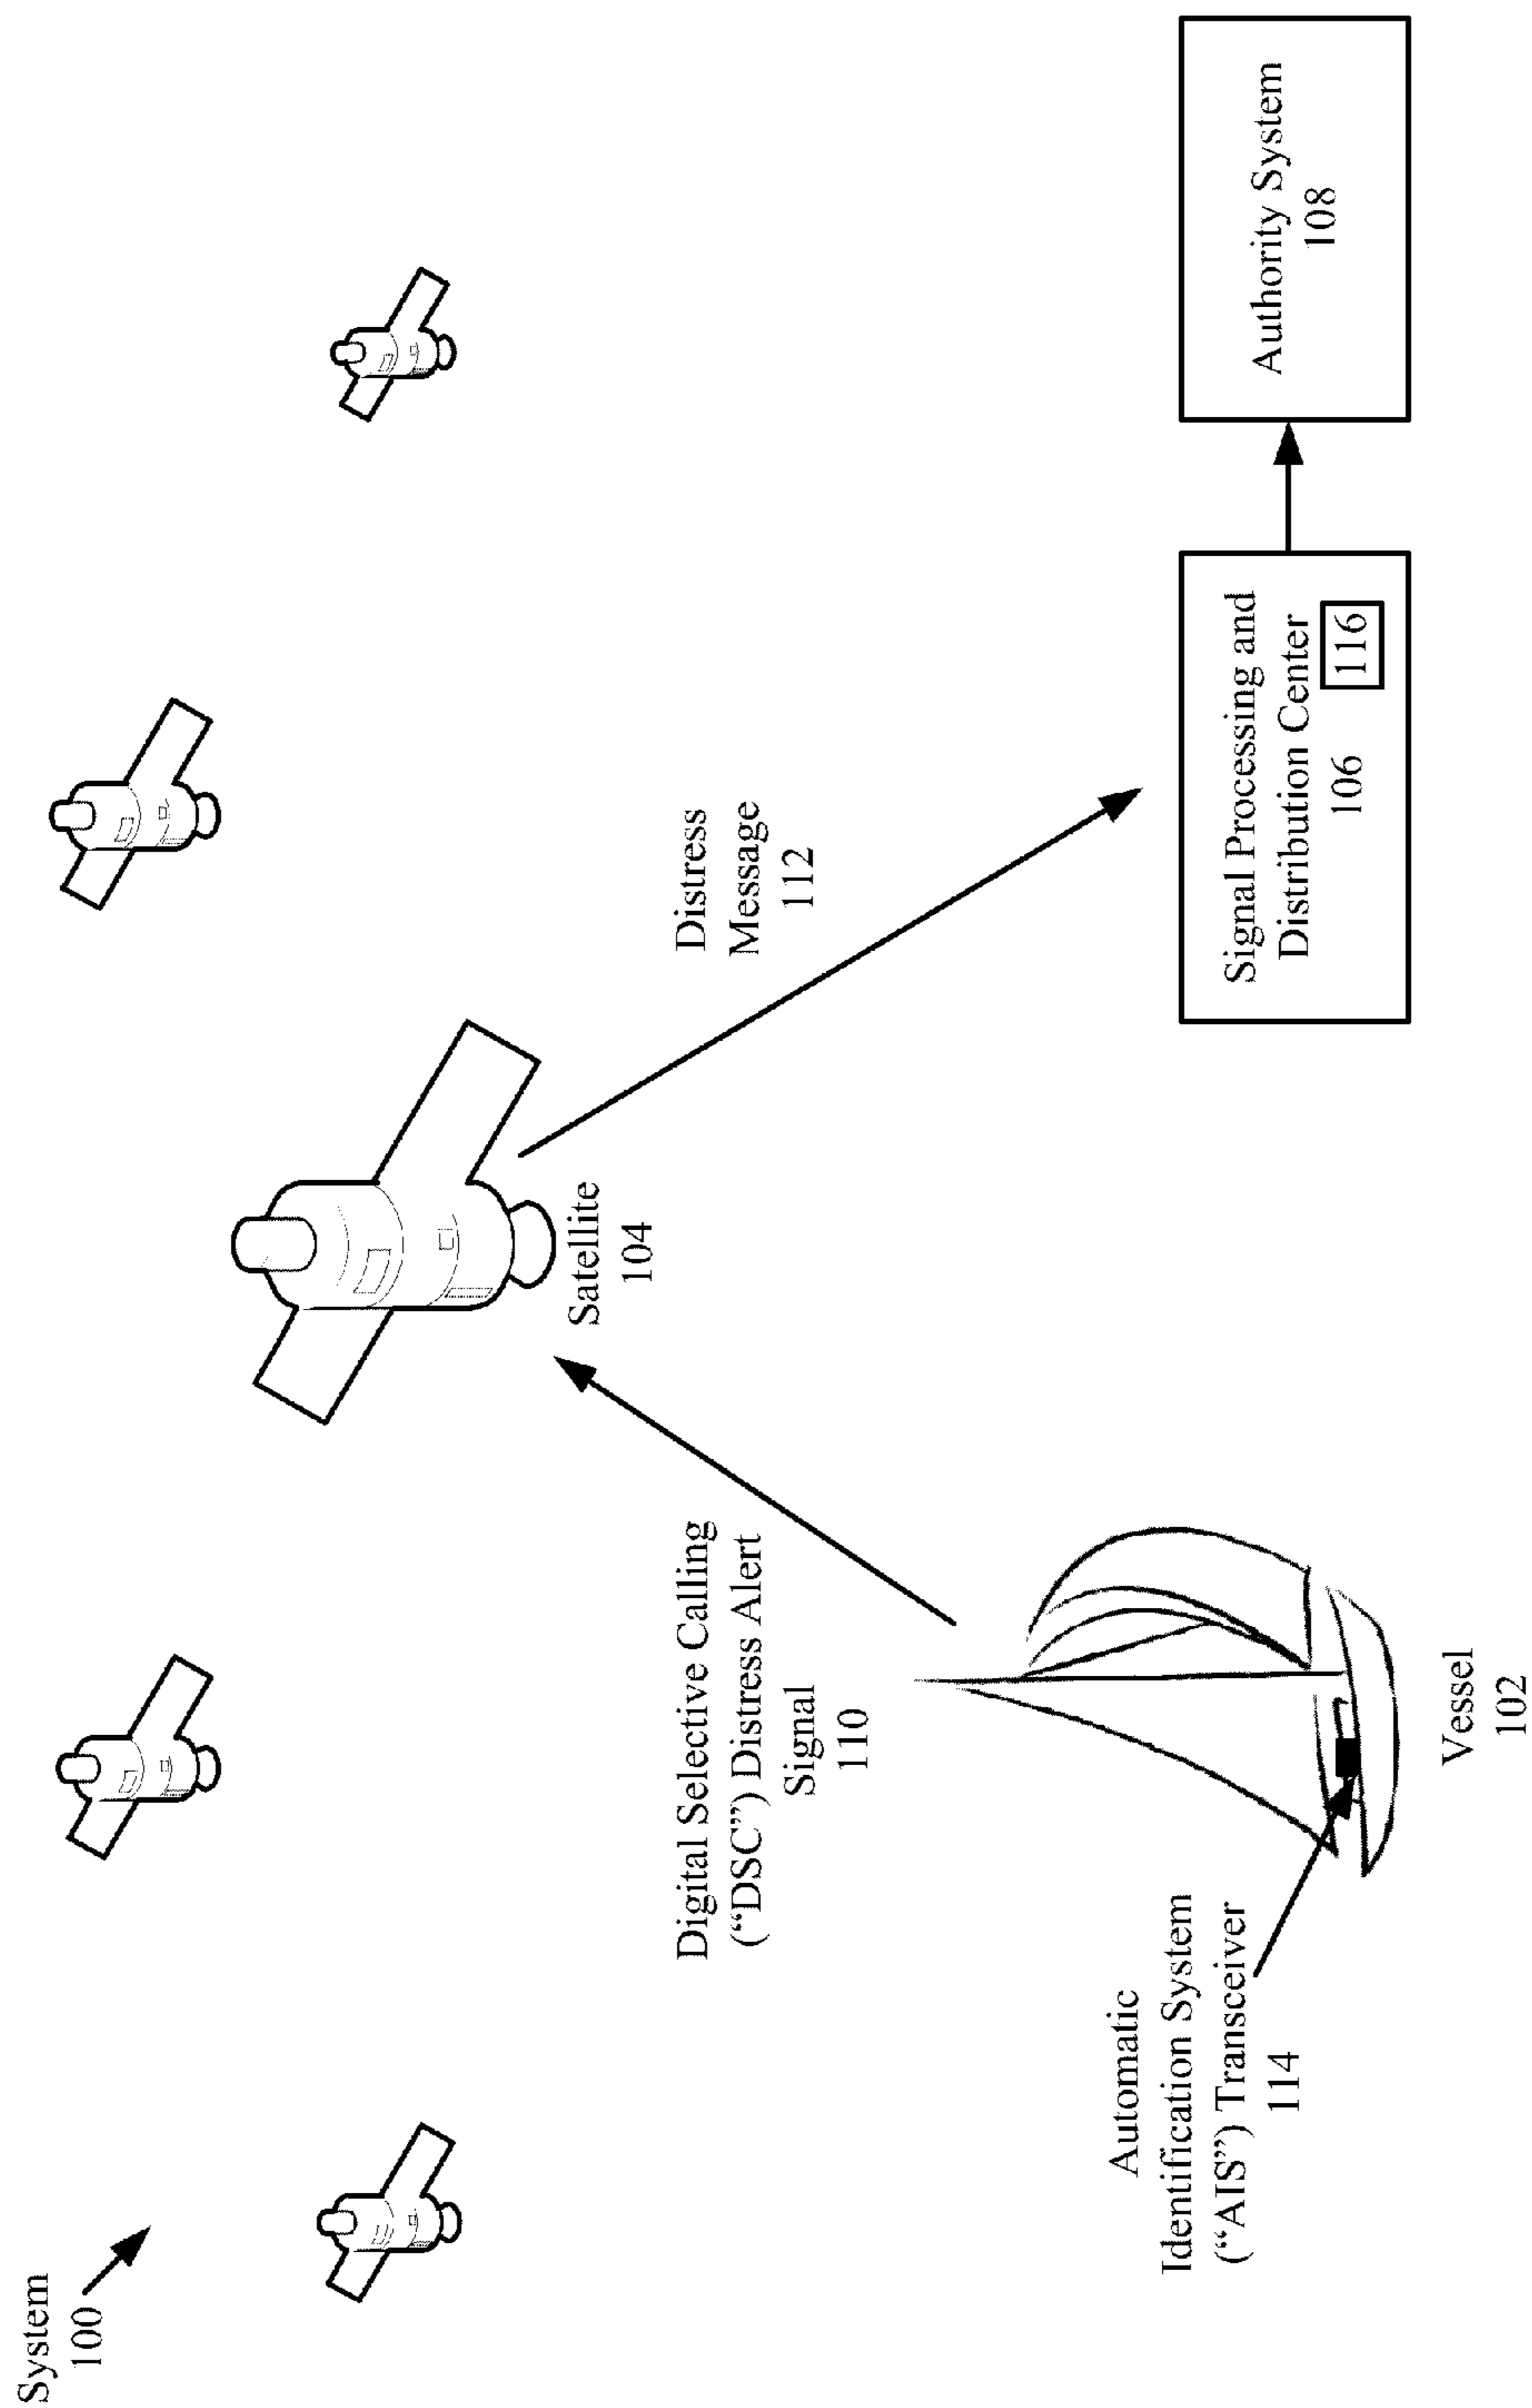 System
100
Satellite
104
Digital Selective Calling
(“DSC”) Distress Alert
Signal
110
Distress
Message
112
Automatic
Identification System
(“AIS”) Transceiver
114
Vessel
102
Signal Processing and
Distribution Center
106
116
Authority System
108